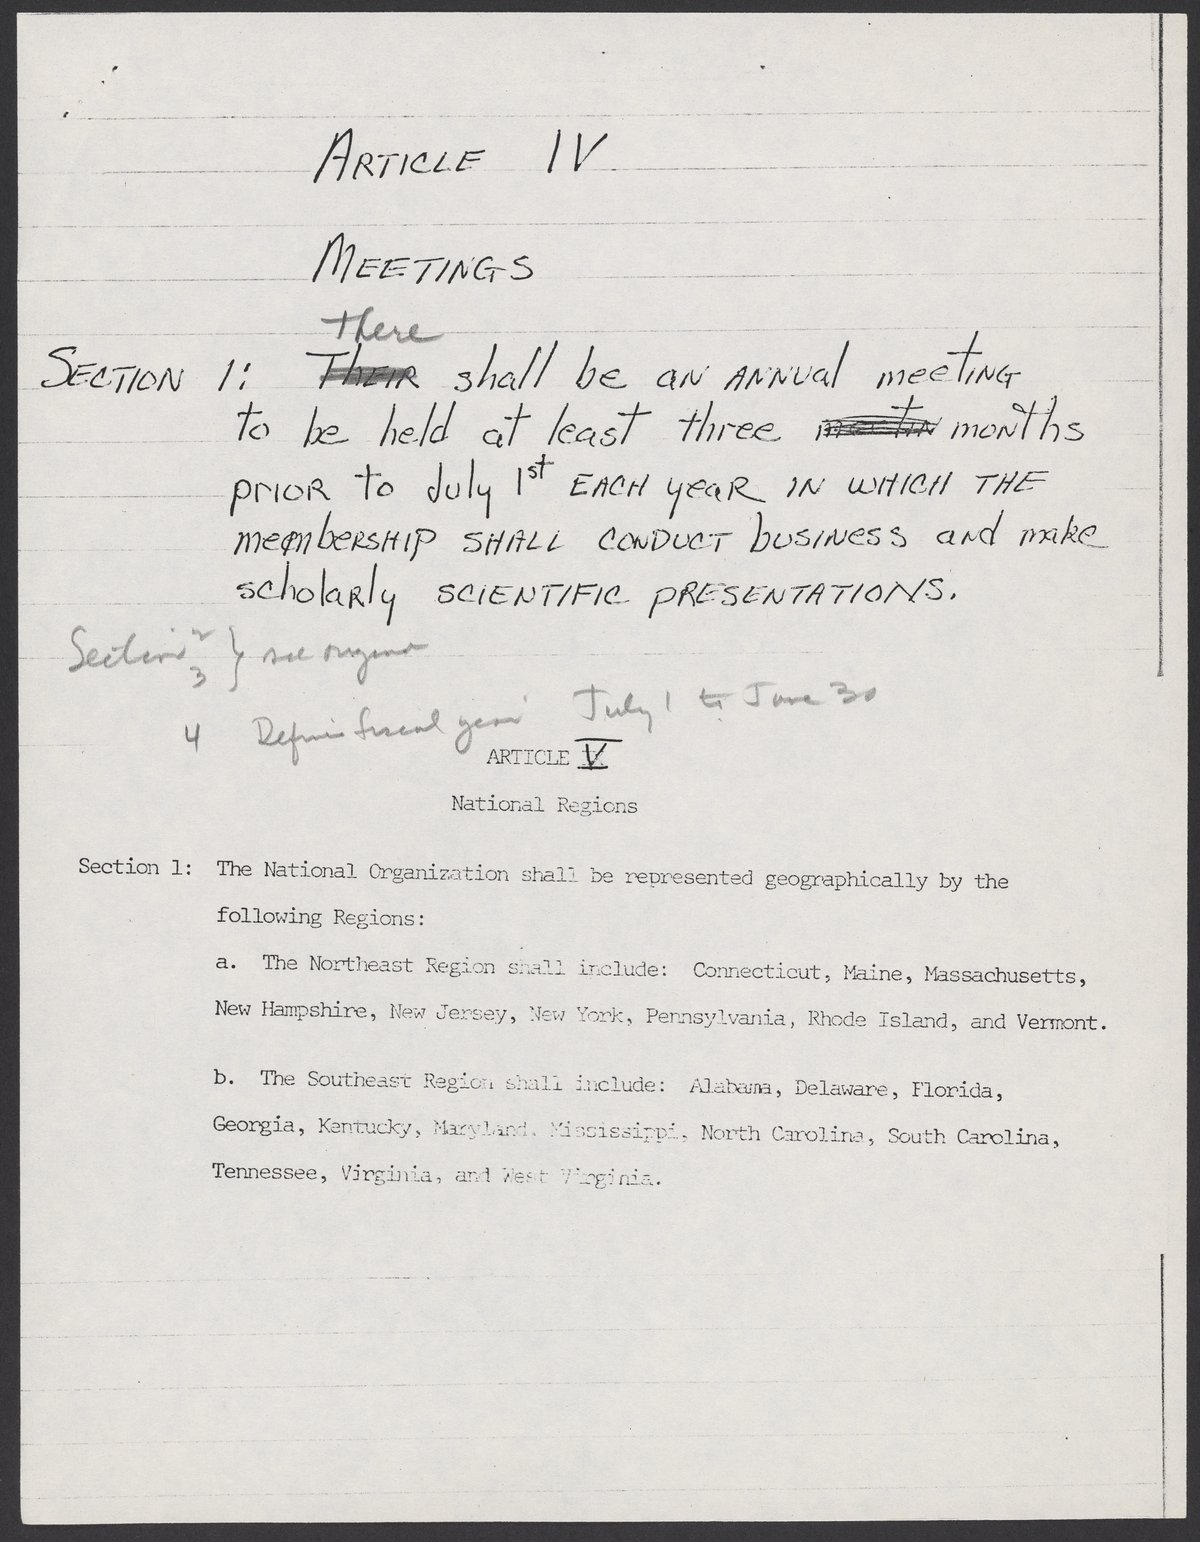 ARTICLE IV
MEETINGS
There
SECTION 1: Their shall be an annual meeting
to be held at least three meetin months
prior to July 1st each year in which the
membership shall conduct business and make
scholarly scientific presentations.
Section 2 } see original
3
4 Define fiscal year July 1 to June 30
ARTICLE V
National Regions
Section 1: The National Organization shall be represented geographically by the
following Regions:
a. The Northeast Region shall include: Connecticut, Maine, Massachusetts,
New Hampshire, New Jersey, New York, Pennsylvania, Rhode Island, and Vermont.
b. The Southeast Region shall include: Alabama, Delaware, Florida,
Georgia, Kentucky, Maryland, Mississippi, North Carolina, South Carolina,
Tennessee, Virginia, and West Virginia.